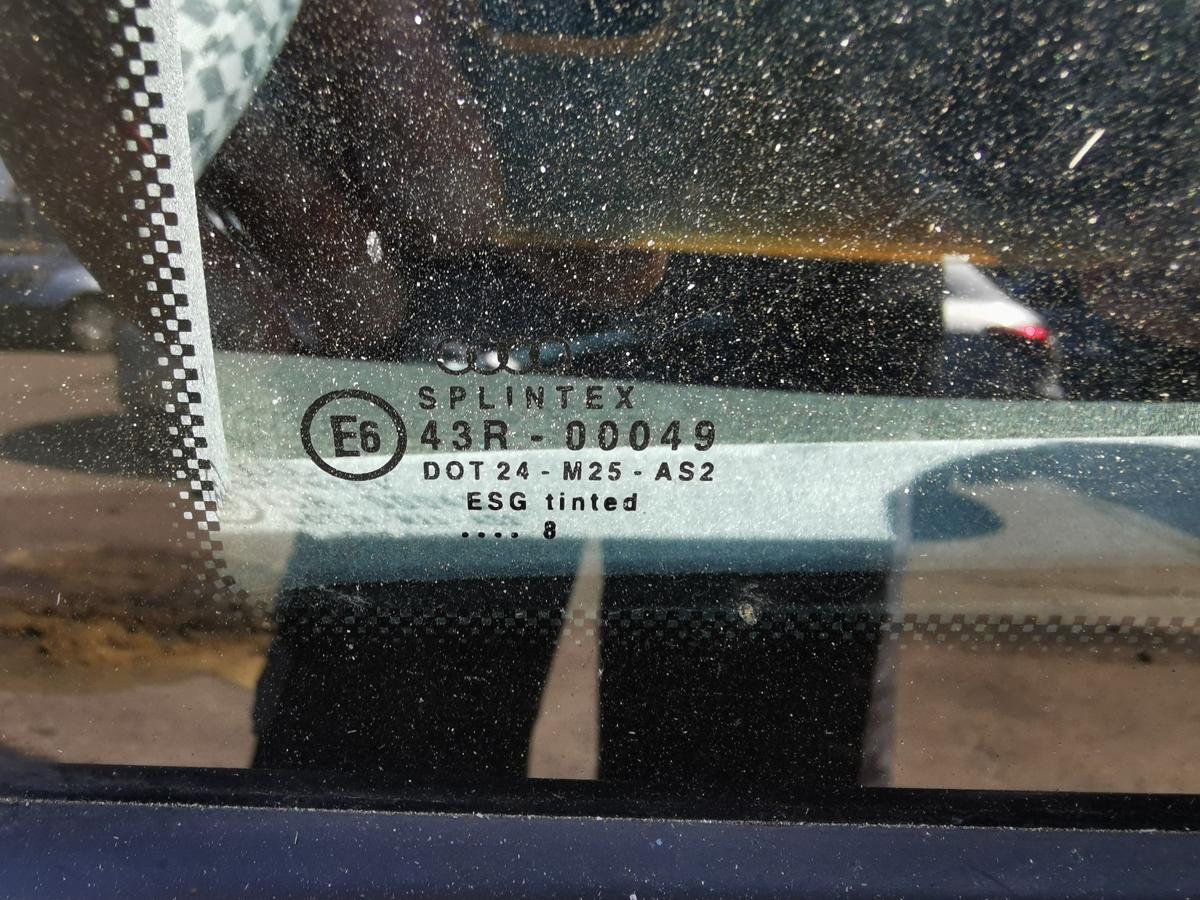 SPLINTEX
E6 43R - 00049
DOT 24 - M25 - AS2
ESG tinted
.... 8